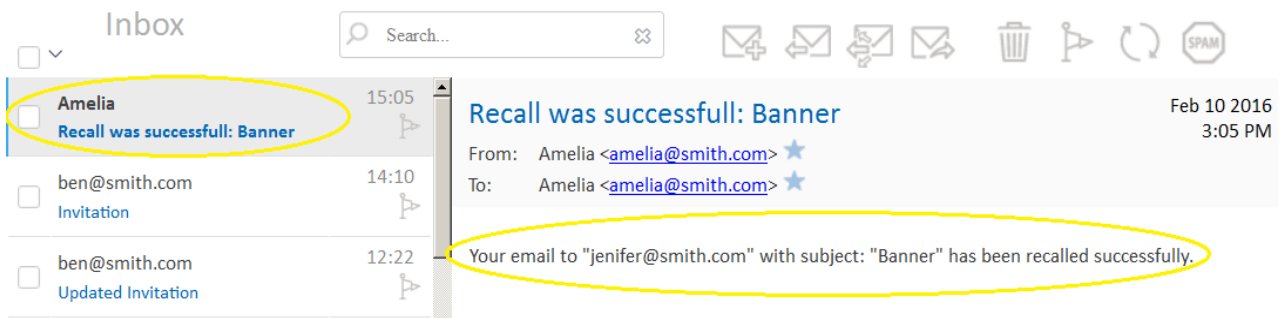 Inbox
Search...
SPAM
Amelia
15:05
Recall was successfull: Banner
ben@smith.com
14:10
Invitation
ben@smith.com
12:22
Updated Invitation
Recall was successfull: Banner
Feb 10 2016
3:05 PM
From: Amelia <amelia@smith.com>
To: Amelia <amelia@smith.com>
Your email to "jenifer@smith.com" with subject: "Banner" has been recalled successfully.